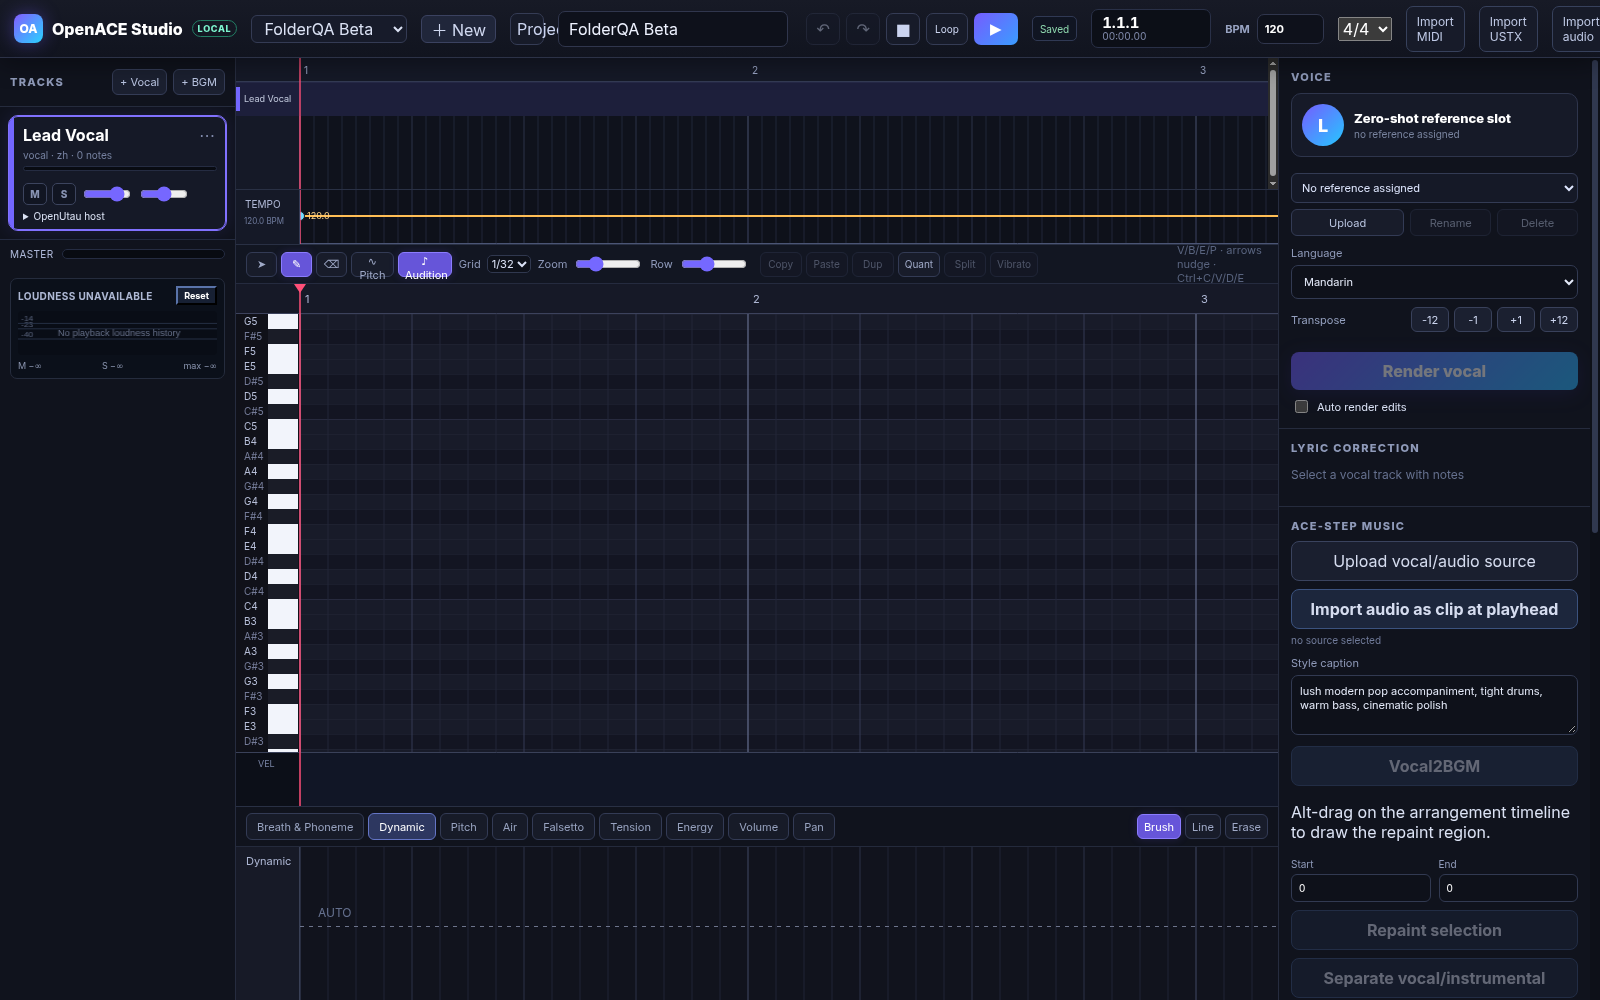 OA OpenACE Studio LOCAL FolderQA Beta + New Projec FolderQA Beta Loop Saved 1.1.1 BPM 120 4/4 Import MIDI Import USTX Import audio
00:00.00
TRACKS + Vocal + BGM
Lead Vocal ...
vocal · zh · 0 notes
M S
OpenUtau host
MASTER
LOUDNESS UNAVAILABLE Reset
-14
-23
-40 No playback loudness history
M -∞ S -∞ max -∞
1 2 3
Lead Vocal
TEMPO
120.0 BPM
120.0
Pitch
Audition
Grid 1/32 Zoom Row Copy Paste Dup Quant Split Vibrato
V/B/E/P · arrows
nudge ·
Ctrl+C/V/D/E
1 2 3
G5
F#5
F5
E5
D#5
D5
C#5
C5
B4
A#4
A4
G#4
G4
F#4
F4
E4
D#4
D4
C#4
C4
B3
A#3
A3
G#3
G3
F#3
F3
E3
D#3
VEL
Breath & Phoneme Dynamic Pitch Air Falsetto Tension Energy Volume Pan Brush Line Erase
Dynamic
AUTO
VOICE
L Zero-shot reference slot
no reference assigned
No reference assigned
Upload Rename Delete
Language
Mandarin
Transpose -12 -1 +1 +12
Render vocal
Auto render edits
LYRIC CORRECTION
Select a vocal track with notes
ACE-STEP MUSIC
Upload vocal/audio source
Import audio as clip at playhead
no source selected
Style caption
lush modern pop accompaniment, tight drums,
warm bass, cinematic polish
Vocal2BGM
Alt-drag on the arrangement timeline
to draw the repaint region.
Start End
0 0
Repaint selection
Separate vocal/instrumental